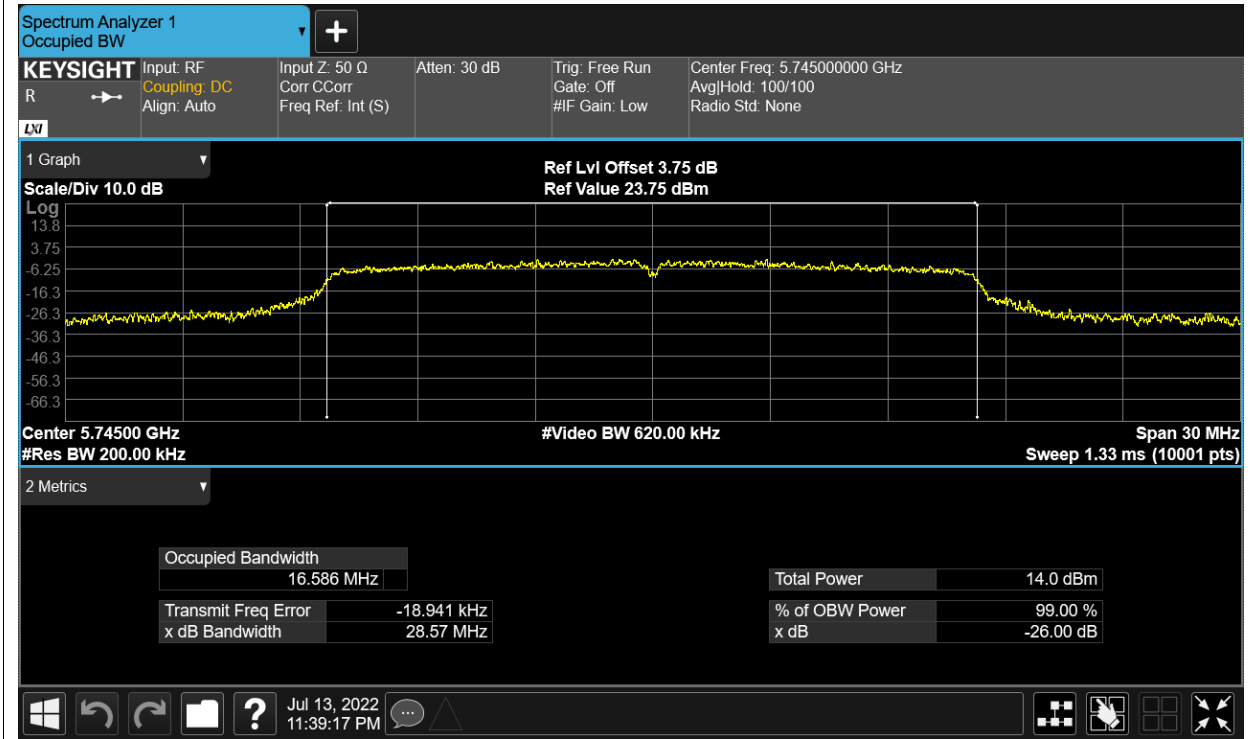 Spectrum Analyzer 1
Occupied BW
KEYSIGHT
R
LXI
Input: RF
Coupling: DC
Align: Auto
Input Z: 50 Ω
Corr CCorr
Freq Ref: Int (S)
Atten: 30 dB
Trig: Free Run
Gate: Off
#IF Gain: Low
Center Freq: 5.745000000 GHz
Avg|Hold: 100/100
Radio Std: None
1 Graph
Scale/Div 10.0 dB
Ref Lvl Offset 3.75 dB
Ref Value 23.75 dBm
Log
13.8
3.75
-6.25
-16.3
-26.3
-36.3
-46.3
-56.3
-66.3
Center 5.74500 GHz
#Video BW 620.00 kHz
Span 30 MHz
#Res BW 200.00 kHz
Sweep 1.33 ms (10001 pts)
2 Metrics
Occupied Bandwidth
16.586 MHz
Total Power 14.0 dBm
Transmit Freq Error -18.941 kHz
% of OBW Power 99.00 %
x dB Bandwidth 28.57 MHz
x dB -26.00 dB
Jul 13, 2022
11:39:17 PM